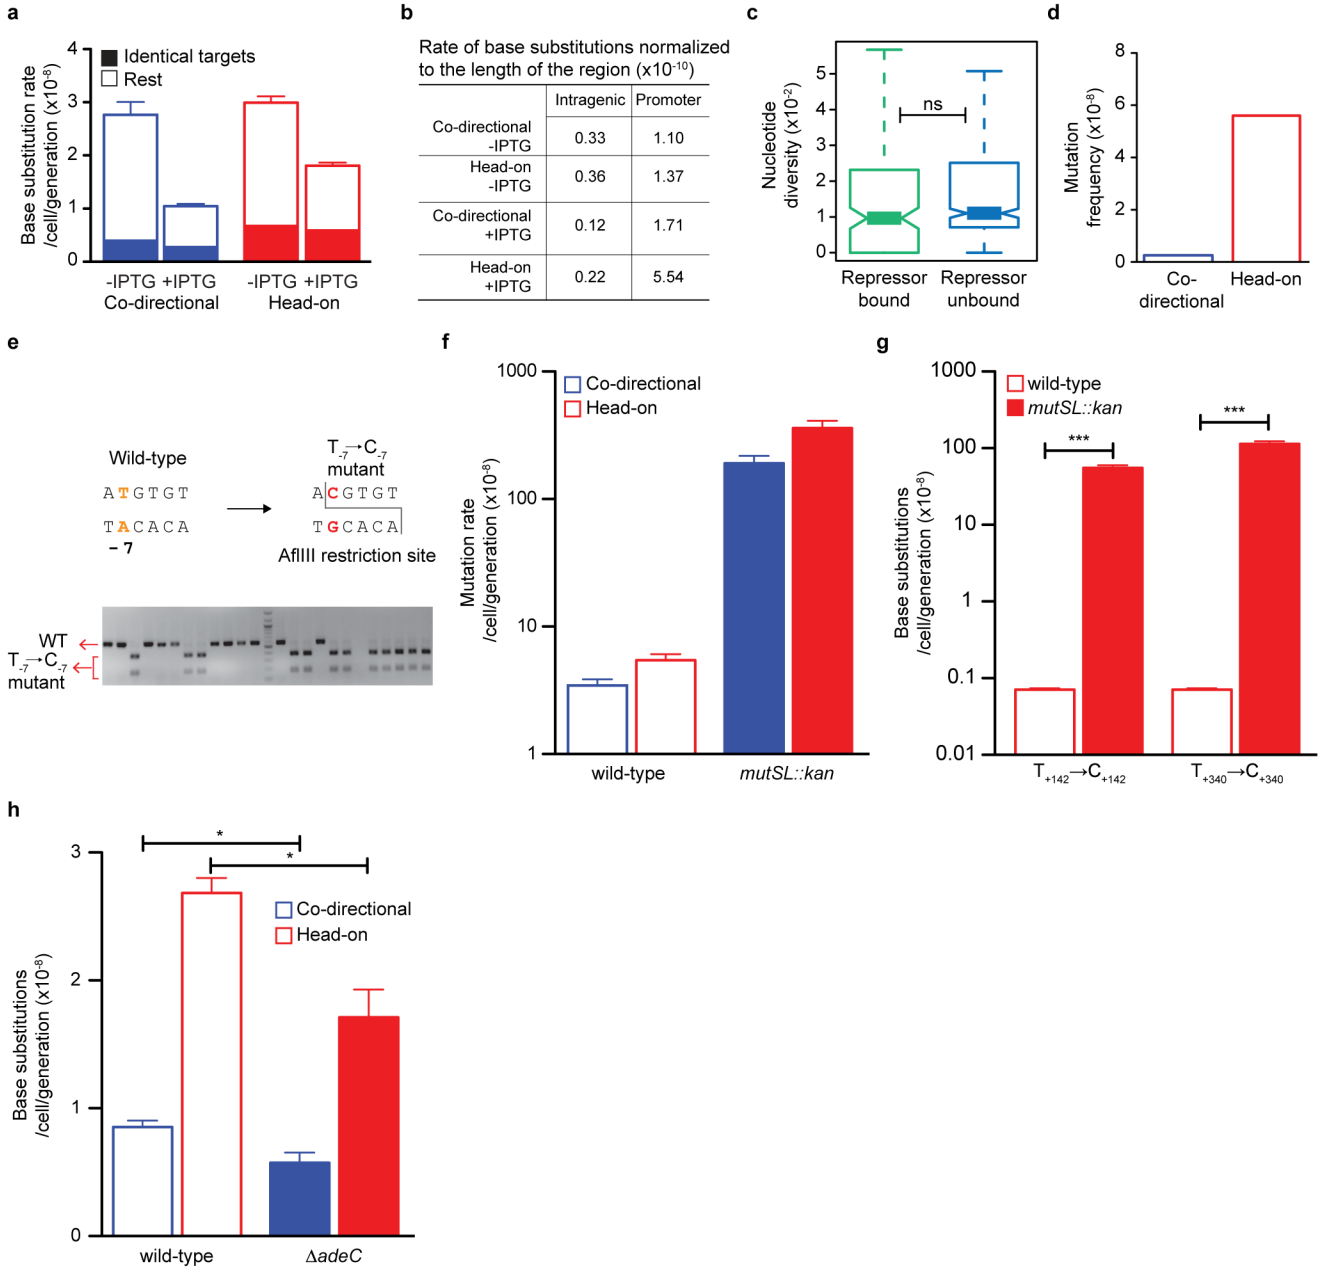 a
Base substitution rate
/cell/generation (x10-8)
4
3
2
1
0
Identical targets
Rest
-IPTG +IPTG -IPTG +IPTG
Co-directional Head-on
b
Rate of base substitutions normalized
to the length of the region (x10-10)
Intragenic Promoter
Co-directional
-IPTG 0.33 1.10
Head-on
-IPTG 0.36 1.37
Co-directional
+IPTG 0.12 1.71
Head-on
+IPTG 0.22 5.54
c
Nucleotide
diversity (x10-2)
5
4
3
2
1
0
ns
Repressor Repressor
bound unbound
d
Mutation
frequency (x10-8)
8
6
4
2
0
Co-
directional
Head-on
e
Wild-type
ATGTGT
TACACA
-7
T-7→C-7
mutant
ACGTGT
TGCACA
AflIII restriction site
WT
T-7→C-7
mutant
f
Mutation rate
/cell/generation (x10-8)
1000
100
10
1
Co-directional
Head-on
wild-type mutSL::kan
g
Base substitutions
/cell/generation (x10-8)
1000
100
10
1
0.1
0.01
wild-type
mutSL::kan
***
***
T+142→C+142 T+340→C+340
h
Base substitutions
/cell/generation (x10-8)
3
2
1
0
*
*
Co-directional
Head-on
wild-type ΔadeC